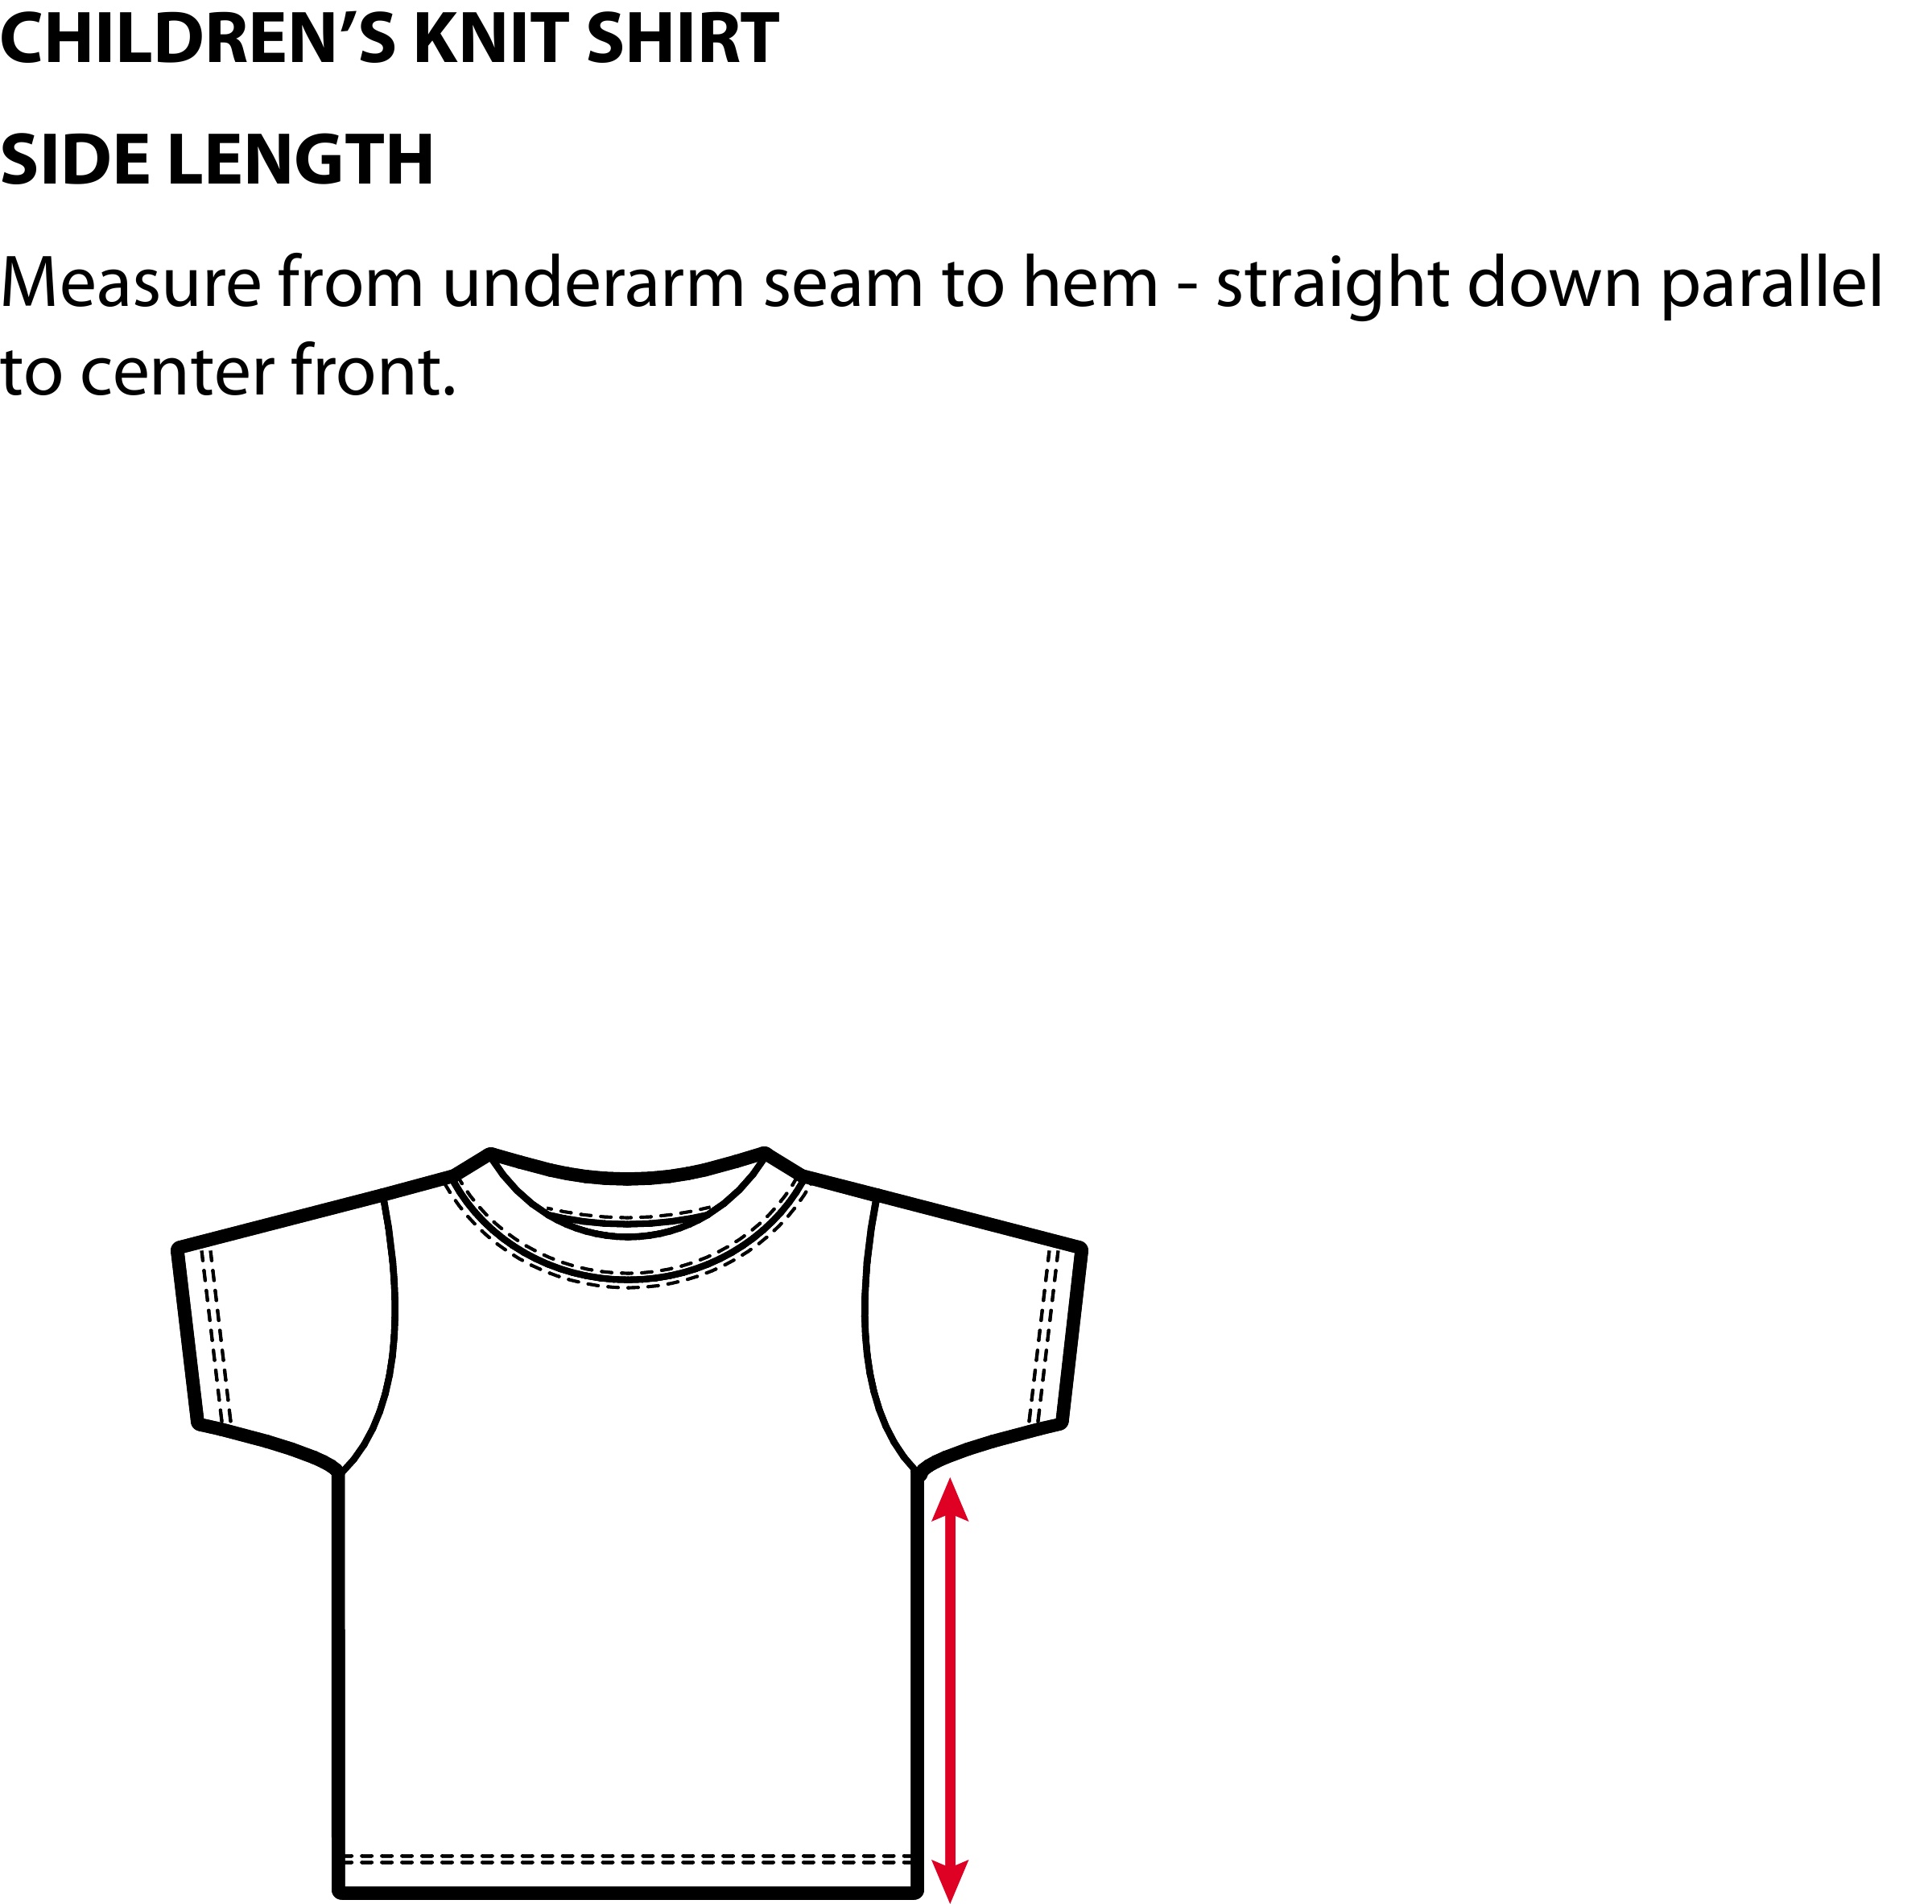 CHILDREN‘S KNIT SHIRT
SIDE LENGTH
Measure from underarm seam to hem - straight down parallel
to center front.